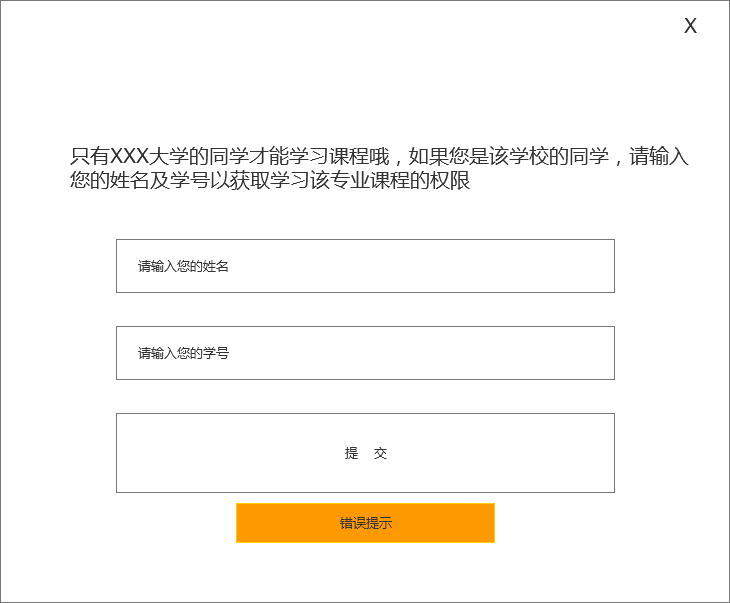 X
只有XXX大学的同学才能学习课程哦，如果您是该学校的同学，请输入
您的姓名及学号以获取学习该专业课程的权限
请输入您的姓名
请输入您的学号
提 交
错误提示